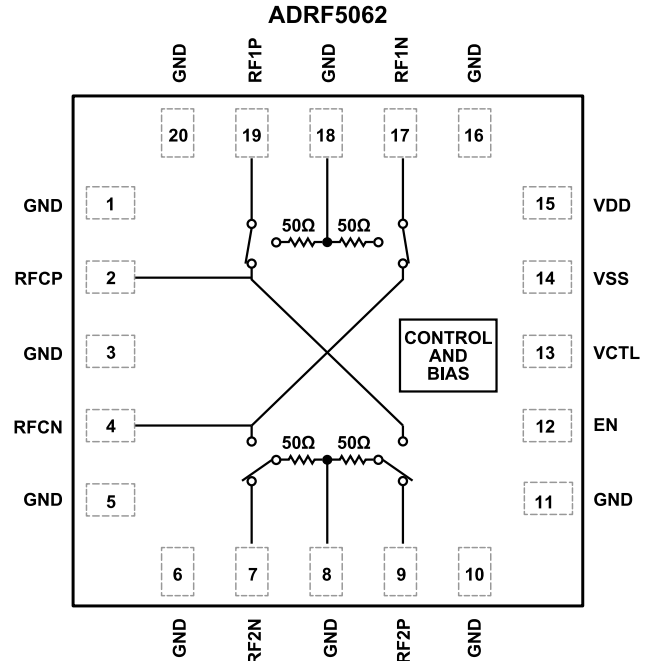 ADRF5062
GND
RF1P
GND
RF1N
GND
20
19
18
17
16
GND
1
15
VDD
50Ω
50Ω
RFCP
2
14
VSS
GND
3
CONTROL
AND
BIAS
13
VCTL
RFCN
4
12
EN
50Ω
50Ω
GND
5
11
GND
6
7
8
9
10
GND
RF2N
GND
RF2P
GND